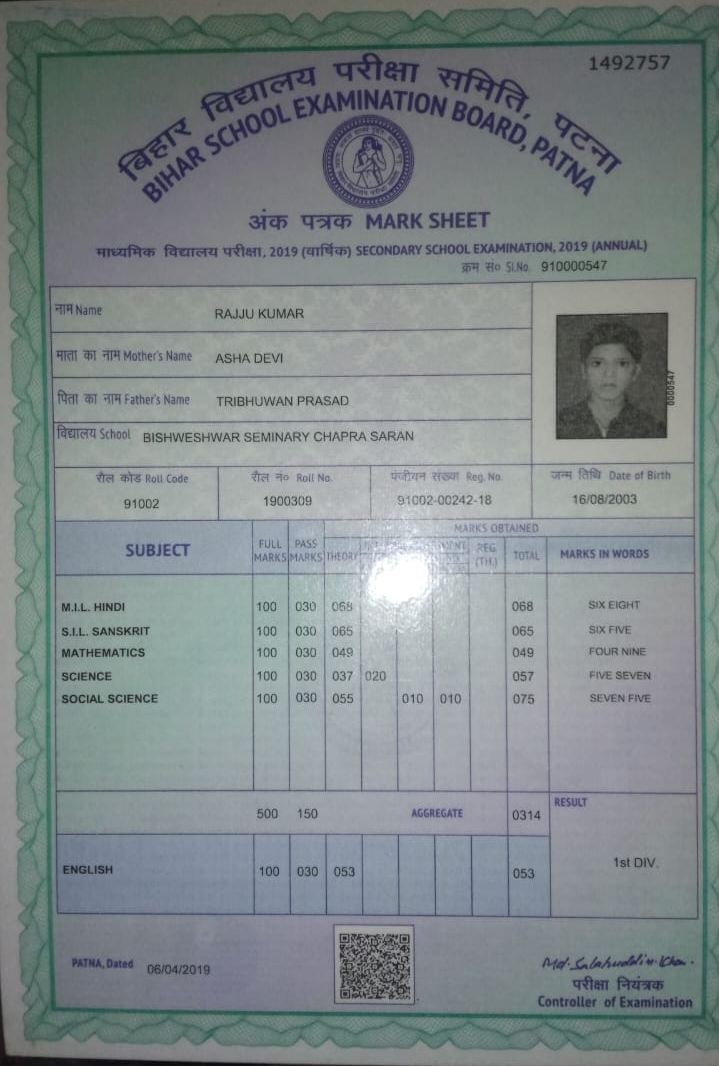 1492757
बिहार विद्यालय परीक्षा समिति, पटना
BIHAR SCHOOL EXAMINATION BOARD, PATNA
अंक पत्रक MARK SHEET
माध्यमिक विद्यालय परीक्षा, 2019 (वार्षिक) SECONDARY SCHOOL EXAMINATION, 2019 (ANNUAL)
क्रम सं० Sl.No. 910000547
नाम Name RAJJU KUMAR
माता का नाम Mother's Name ASHA DEVI
पिता का नाम Father's Name TRIBHUWAN PRASAD
विद्यालय School BISHWESHWAR SEMINARY CHAPRA SARAN
0000547
रौल कोड Roll Code रौल नं० Roll No. पंजीयन संख्या Reg. No. जन्म तिथि Date of Birth
91002 1900309 91002-00242-18 16/08/2003
MARKS OBTAINED
SUBJECT FULL MARKS PASS MARKS THEORY REG. (TH.) TOTAL MARKS IN WORDS
M.I.L. HINDI 100 030 068 068 SIX EIGHT
S.I.L. SANSKRIT 100 030 065 065 SIX FIVE
MATHEMATICS 100 030 049 049 FOUR NINE
SCIENCE 100 030 037 020 057 FIVE SEVEN
SOCIAL SCIENCE 100 030 055 010 010 075 SEVEN FIVE
500 150 AGGREGATE 0314 RESULT
ENGLISH 100 030 053 053 1st DIV.
PATNA, Dated 06/04/2019
Md. Salahuddin Khan.
परीक्षा नियंत्रक
Controller of Examination